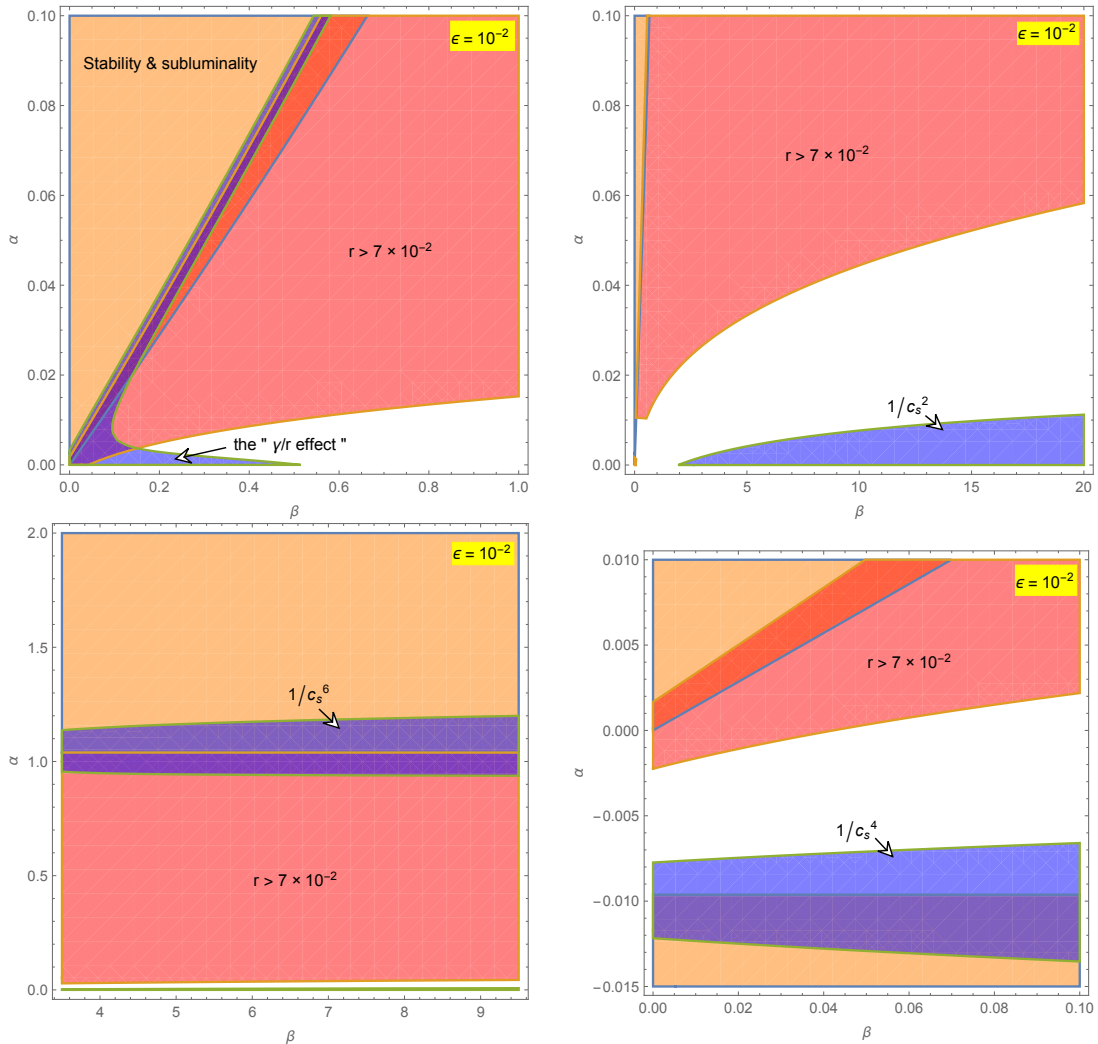 ϵ = 10⁻²
Stability & subluminality
r > 7 × 10⁻²
the " γ/r effect "
0.10
0.08
0.06
0.04
0.02
0.00
α
0.0 0.2 0.4 0.6 0.8 1.0
β
ϵ = 10⁻²
r > 7 × 10⁻²
1/cₛ²
0.10
0.08
0.06
0.04
0.02
0.00
α
0 5 10 15 20
β
ϵ = 10⁻²
1/cₛ⁶
r > 7 × 10⁻²
2.0
1.5
1.0
0.5
0.0
α
4 5 6 7 8 9
β
ϵ = 10⁻²
r > 7 × 10⁻²
1/cₛ⁴
0.010
0.005
0.000
−0.005
−0.010
−0.015
α
0.00 0.02 0.04 0.06 0.08 0.10
β